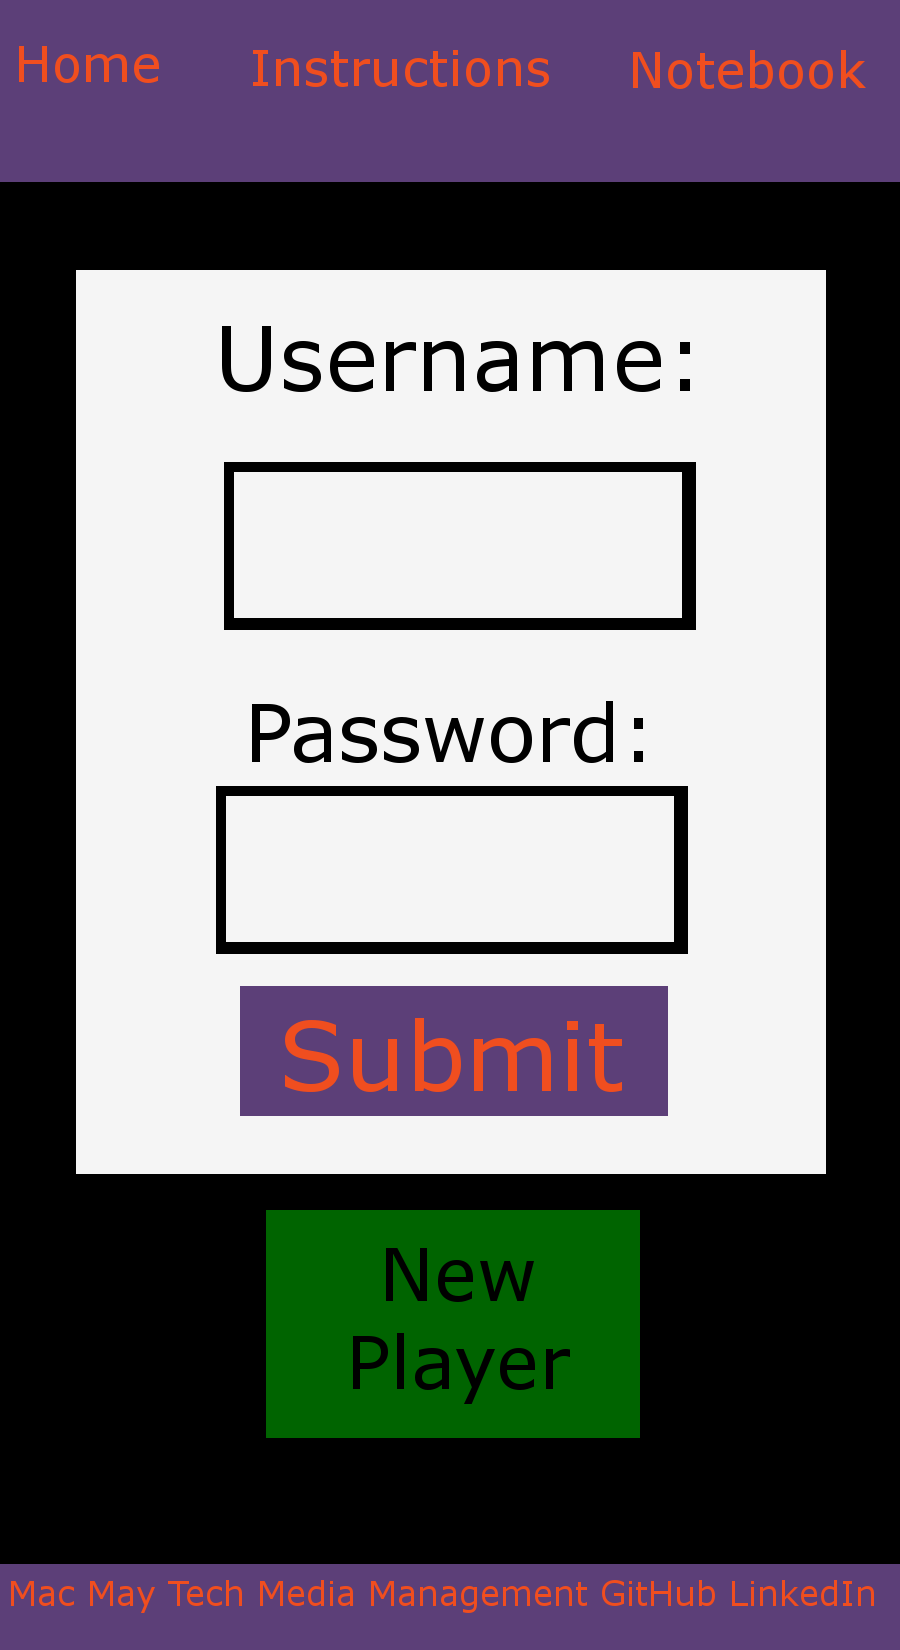 Home Instructions Notebook
Username:
Password:
Submit
New
Player
Mac May Tech Media Management GitHub LinkedIn